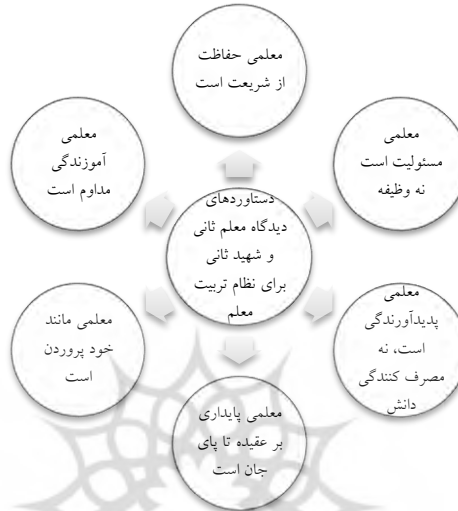 معلمی حفاظت
از شریعت است
معلمی
مسئولیت است
نه وظیفه
معلمی
پدیدآورندگی
است، نه
مصرف کنندگی
دانش
معلمی پایداری
بر عقیده تا پای
جان است
معلمی مانند
خود پروردن
است
معلمی
آموزندگی
مداوم است
دستاوردهای
دیدگاه معلم ثانی
و شهید ثانی
برای نظام تربیت
معلم